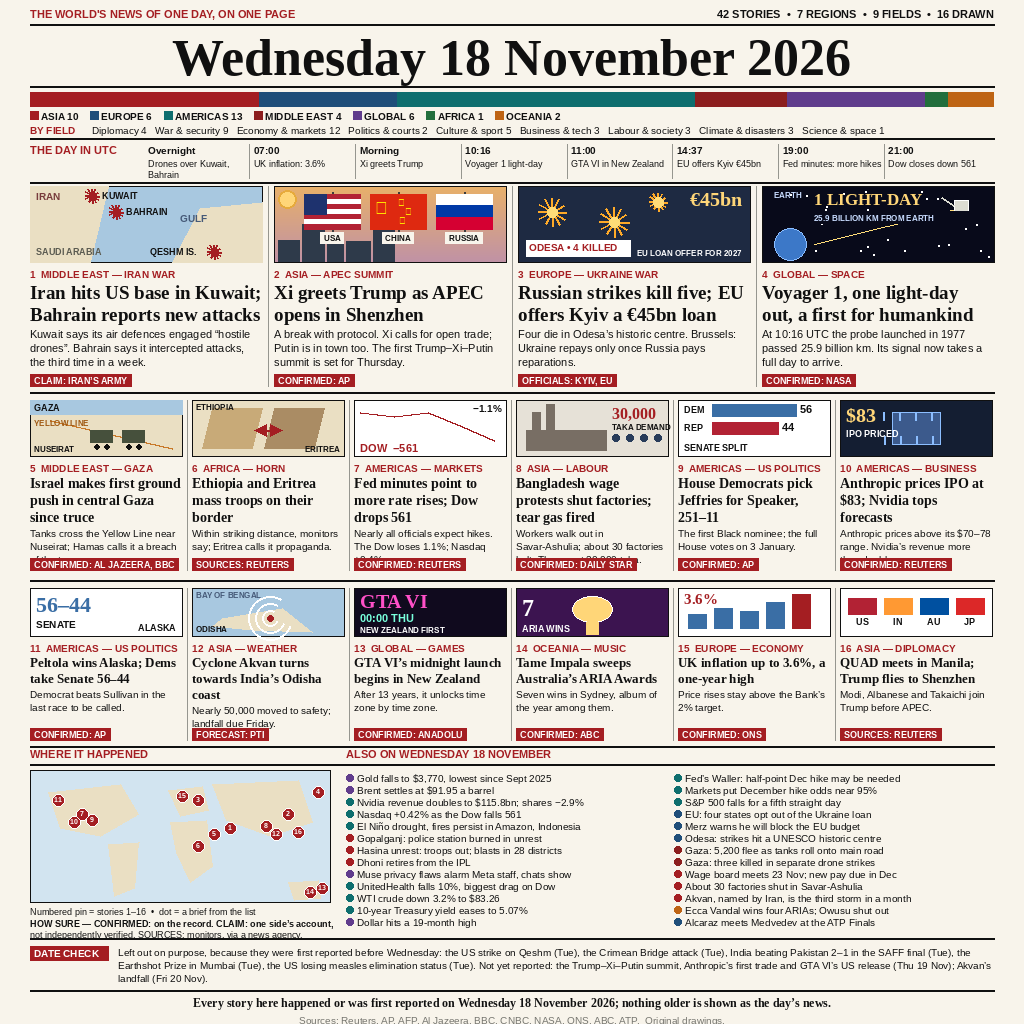 THE WORLD'S NEWS OF ONE DAY, ON ONE PAGE
42 STORIES • 7 REGIONS • 9 FIELDS • 16 DRAWN
Wednesday 18 November 2026
ASIA 10 EUROPE 6 AMERICAS 13 MIDDLE EAST 4 GLOBAL 6 AFRICA 1 OCEANIA 2
BY FIELD Diplomacy 4 War & security 9 Economy & markets 12 Politics & courts 2 Culture & sport 5 Business & tech 3 Labour & society 3 Climate & disasters 3 Science & space 1
THE DAY IN UTC
Overnight
Drones over Kuwait,
Bahrain
07:00
UK inflation: 3.6%
Morning
Xi greets Trump
10:16
Voyager 1 light-day
11:00
GTA VI in New Zealand
14:37
EU offers Kyiv €45bn
19:00
Fed minutes: more hikes
21:00
Dow closes down 561
IRAN
KUWAIT
BAHRAIN
GULF
SAUDI ARABIA
QESHM IS.
1 MIDDLE EAST — IRAN WAR
Iran hits US base in Kuwait;
Bahrain reports new attacks
Kuwait says its air defences engaged “hostile
drones”. Bahrain says it intercepted attacks,
the third time in a week.
CLAIM: IRAN'S ARMY
USA
CHINA
RUSSIA
2 ASIA — APEC SUMMIT
Xi greets Trump as APEC
opens in Shenzhen
A break with protocol. Xi calls for open trade;
Putin is in town too. The first Trump–Xi–Putin
summit is set for Thursday.
CONFIRMED: AP
€45bn
ODESA • 4 KILLED
EU LOAN OFFER FOR 2027
3 EUROPE — UKRAINE WAR
Russian strikes kill five; EU
offers Kyiv a €45bn loan
Four die in Odesa's historic centre. Brussels:
Ukraine repays only once Russia pays
reparations.
OFFICIALS: KYIV, EU
EARTH
1 LIGHT-DAY
25.9 BILLION KM FROM EARTH
4 GLOBAL — SPACE
Voyager 1, one light-day
out, a first for humankind
At 10:16 UTC the probe launched in 1977
passed 25.9 billion km. Its signal now takes a
full day to arrive.
CONFIRMED: NASA
GAZA
YELLOW LINE
NUSEIRAT
5 MIDDLE EAST — GAZA
Israel makes first ground
push in central Gaza
since truce
Tanks cross the Yellow Line near
Nuseirat; Hamas calls it a breach
CONFIRMED: AL JAZEERA, BBC
ETHIOPIA
ERITREA
6 AFRICA — HORN
Ethiopia and Eritrea
mass troops on their
border
Within striking distance, monitors
say; Eritrea calls it propaganda.
SOURCES: REUTERS
−1.1%
DOW −561
7 AMERICAS — MARKETS
Fed minutes point to
more rate rises; Dow
drops 561
Nearly all officials expect hikes.
The Dow loses 1.1%; Nasdaq
CONFIRMED: REUTERS
30,000
TAKA DEMAND
8 ASIA — LABOUR
Bangladesh wage
protests shut factories;
tear gas fired
Workers walk out in
Savar-Ashulia; about 30 factories
CONFIRMED: DAILY STAR
DEM 56
REP 44
SENATE SPLIT
9 AMERICAS — US POLITICS
House Democrats pick
Jeffries for Speaker,
251–11
The first Black nominee; the full
House votes on 3 January.
CONFIRMED: AP
$83
IPO PRICED
10 AMERICAS — BUSINESS
Anthropic prices IPO at
$83; Nvidia tops
forecasts
Anthropic prices above its $70–78
range. Nvidia's revenue more
CONFIRMED: REUTERS
56–44
SENATE
ALASKA
11 AMERICAS — US POLITICS
Peltola wins Alaska; Dems
take Senate 56–44
Democrat beats Sullivan in the
last race to be called.
CONFIRMED: AP
BAY OF BENGAL
ODISHA
12 ASIA — WEATHER
Cyclone Akvan turns
towards India’s Odisha
coast
Nearly 50,000 moved to safety;
landfall due Friday.
FORECAST: PTI
GTA VI
00:00 THU
NEW ZEALAND FIRST
13 GLOBAL — GAMES
GTA VI’s midnight launch
begins in New Zealand
After 13 years, it unlocks time
zone by time zone.
CONFIRMED: ANADOLU
7
ARIA WINS
14 OCEANIA — MUSIC
Tame Impala sweeps
Australia’s ARIA Awards
Seven wins in Sydney, album of
the year among them.
CONFIRMED: ABC
3.6%
15 EUROPE — ECONOMY
UK inflation up to 3.6%, a
one-year high
Price rises stay above the Bank's
2% target.
CONFIRMED: ONS
US IN AU JP
16 ASIA — DIPLOMACY
QUAD meets in Manila;
Trump flies to Shenzhen
Modi, Albanese and Takaichi join
Trump before APEC.
SOURCES: REUTERS
WHERE IT HAPPENED
11 7 10 9 15 3 4 2 8 12 16 1 5 6 14 13
Numbered pin = stories 1–16 • dot = a brief from the list
HOW SURE — CONFIRMED: on the record. CLAIM: one side's account,
not independently verified. SOURCES: monitors, via a news agency.
ALSO ON WEDNESDAY 18 NOVEMBER
Gold falls to $3,770, lowest since Sept 2025
Brent settles at $91.95 a barrel
Nvidia revenue doubles to $115.8bn; shares −2.9%
Nasdaq +0.42% as the Dow falls 561
El Niño drought, fires persist in Amazon, Indonesia
Gopalganj: police station burned in unrest
Hasina unrest: troops out; blasts in 28 districts
Dhoni retires from the IPL
Muse privacy flaws alarm Meta staff, chats show
UnitedHealth falls 10%, biggest drag on Dow
WTI crude down 3.2% to $83.26
10-year Treasury yield eases to 5.07%
Dollar hits a 19-month high
Fed's Waller: half-point Dec hike may be needed
Markets put December hike odds near 95%
S&P 500 falls for a fifth straight day
EU: four states opt out of the Ukraine loan
Merz warns he will block the EU budget
Odesa: strikes hit a UNESCO historic centre
Gaza: 5,200 flee as tanks roll onto main road
Gaza: three killed in separate drone strikes
Wage board meets 23 Nov; new pay due in Dec
About 30 factories shut in Savar-Ashulia
Akvan, named by Iran, is the third storm in a month
Ecca Vandal wins four ARIAs; Owusu shut out
Alcaraz meets Medvedev at the ATP Finals
DATE CHECK
Left out on purpose, because they were first reported before Wednesday: the US strike on Qeshm (Tue), the Crimean Bridge attack (Tue), India beating Pakistan 2–1 in the SAFF final (Tue), the
Earthshot Prize in Mumbai (Tue), the US losing measles elimination status (Tue). Not yet reported: the Trump–Xi–Putin summit, Anthropic's first trade and GTA VI's US release (Thu 19 Nov); Akvan's
landfall (Fri 20 Nov).
Every story here happened or was first reported on Wednesday 18 November 2026; nothing older is shown as the day’s news.
Sources: Reuters, AP, AFP, Al Jazeera, BBC, CNBC, NASA, ONS, ABC, ATP. Original drawings.